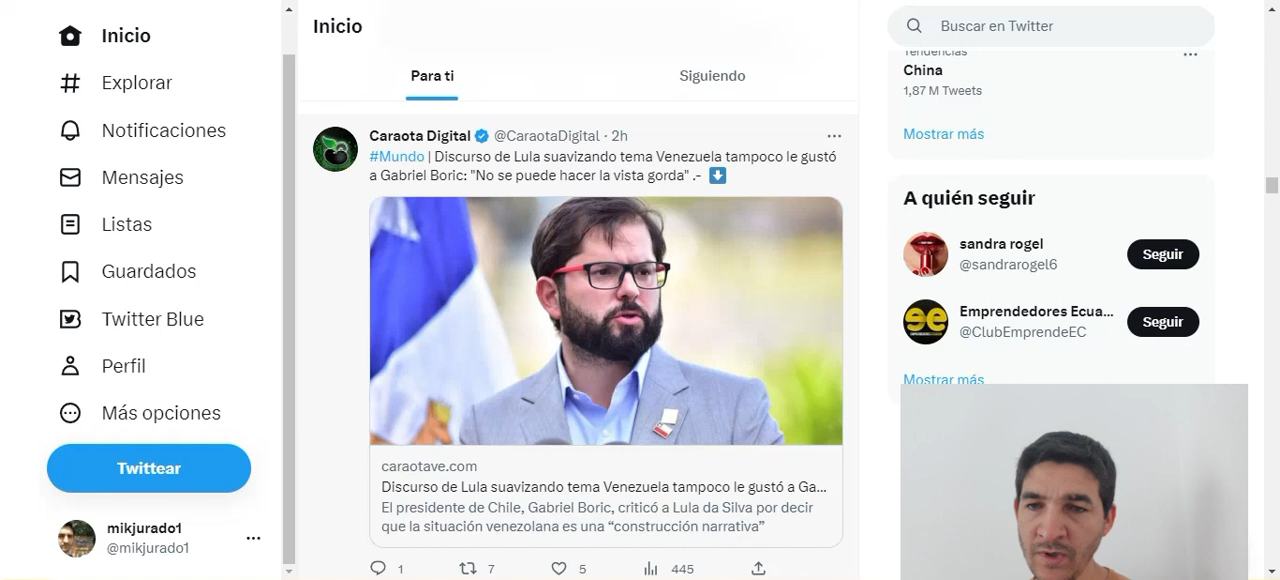 Inicio
Explorar
Notificaciones
Mensajes
Listas
Guardados
Twitter Blue
Perfil
Más opciones
Twittear
mikjurado1
@mikjurado1
Inicio
Para ti
Siguiendo
Caraota Digital @CaraotaDigital · 2h
#Mundo | Discurso de Lula suavizando tema Venezuela tampoco le gustó
a Gabriel Boric: "No se puede hacer la vista gorda" .-
caraotave.com
Discurso de Lula suavizando tema Venezuela tampoco le gustó a Ga...
El presidente de Chile, Gabriel Boric, criticó a Lula da Silva por decir
que la situación venezolana es una “construcción narrativa”
1 7 5 445
Buscar en Twitter
Tendencias
China
1,87 M Tweets
Mostrar más
A quién seguir
sandra rogel
@sandrarogel6
Seguir
Emprendedores Ecua...
@ClubEmprendeEC
Seguir
Mostrar más